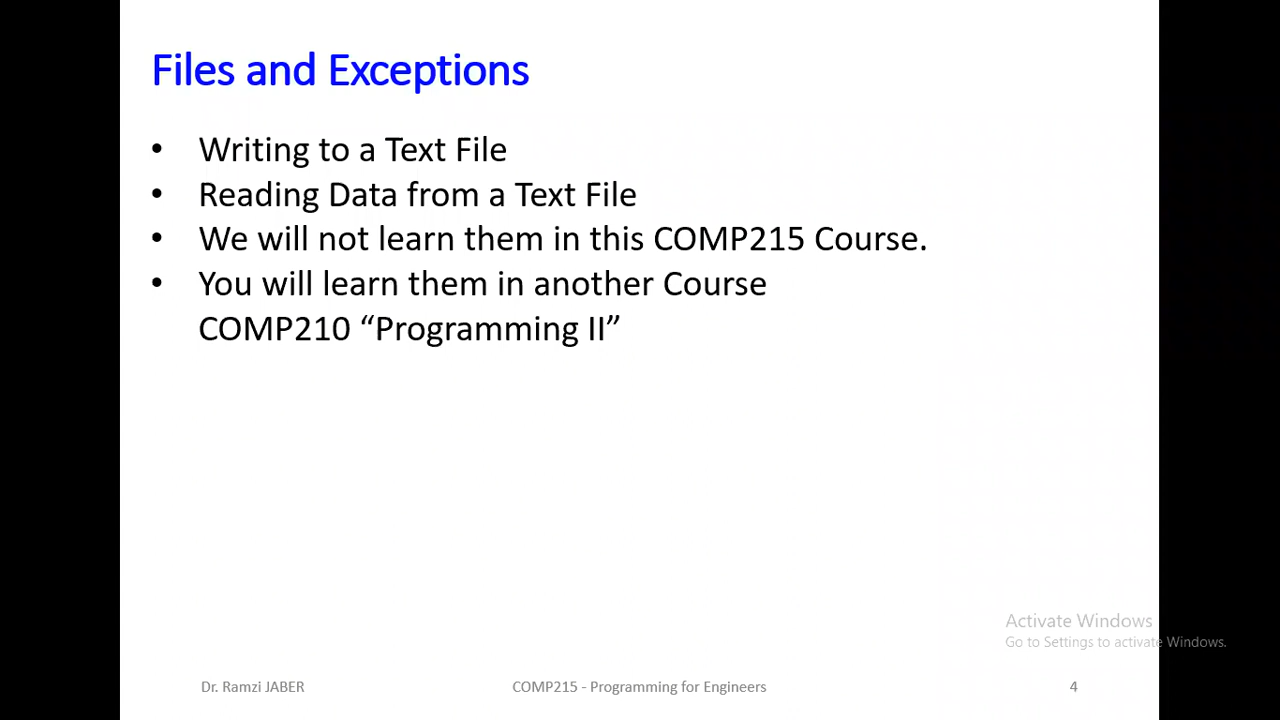 Files and Exceptions
• Writing to a Text File
• Reading Data from a Text File
• We will not learn them in this COMP215 Course.
• You will learn them in another Course
COMP210 “Programming II”
Activate Windows
Go to Settings to activate Windows.
Dr. Ramzi JABER COMP215 - Programming for Engineers 4